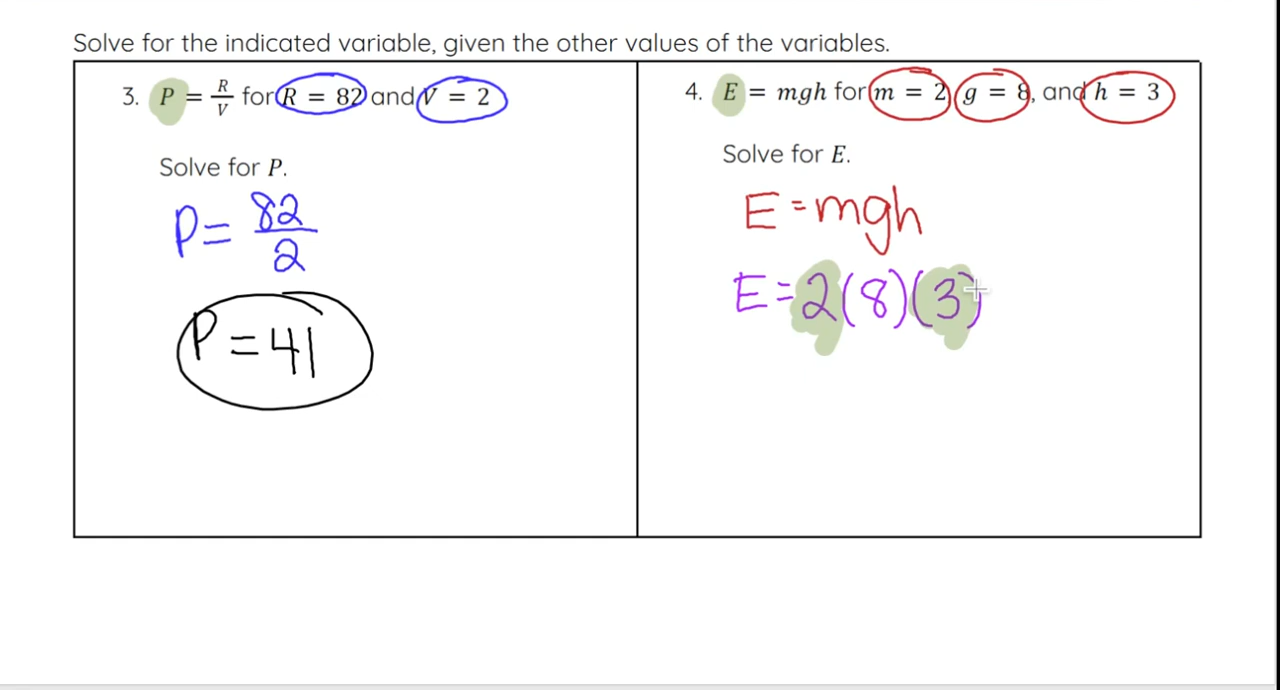 Solve for the indicated variable, given the other values of the variables.
3. P = R/V for R = 82 and V = 2
Solve for P.
P = 82/2
P = 41
4. E = mgh for m = 2, g = 8, and h = 3
Solve for E.
E = mgh
E = 2(8)(3)